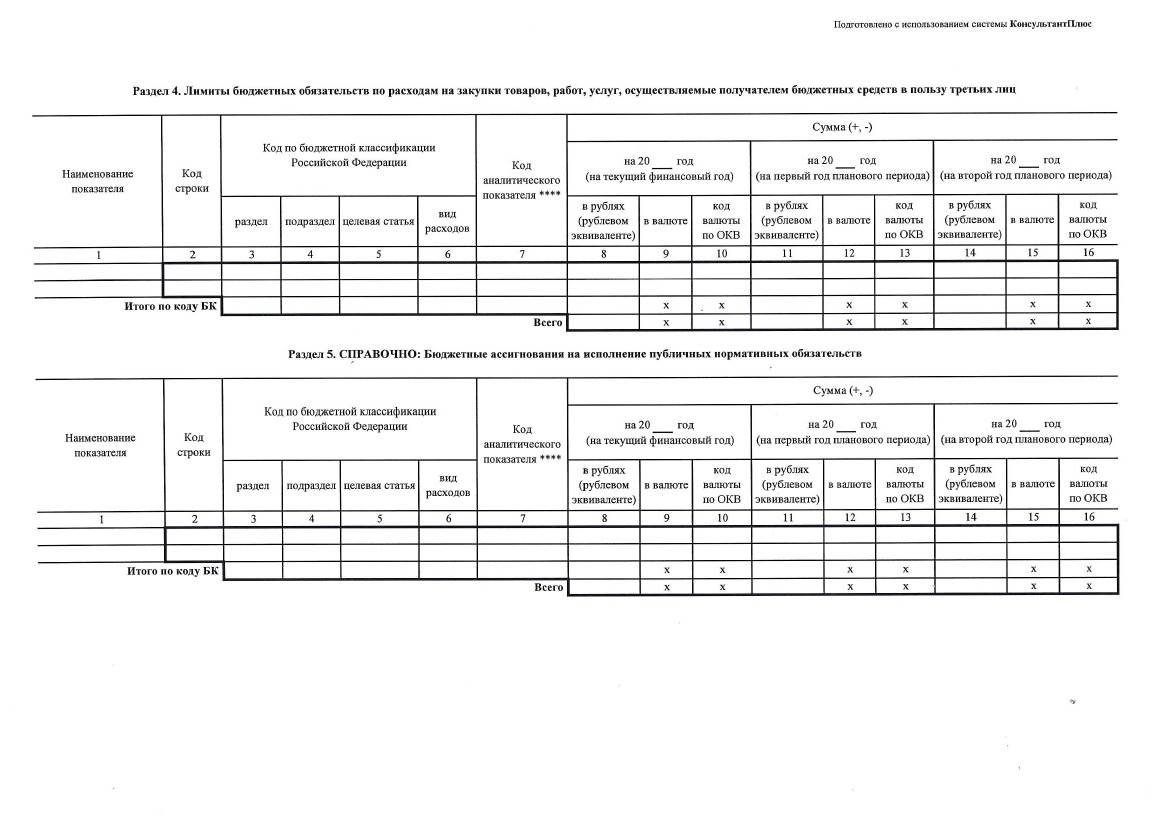 Подготовлено с использованием системы КонсультантПлюс
Раздел 4. Лимиты бюджетных обязательств по расходам на закупки товаров, работ, услуг, осуществляемые получателем бюджетных средств в пользу третьих лиц
Наименование показателя
Код строки
Код по бюджетной классификации
Российской Федерации
Код аналитического показателя ****
Сумма (+, -)
на 20 ___ год
(на текущий финансовый год)
на 20 ___ год
(на первый год планового периода)
на 20 ___ год
(на второй год планового периода)
раздел подраздел целевая статья вид расходов
в рублях (рублевом эквиваленте) в валюте код валюты по ОКВ в рублях (рублевом эквиваленте) в валюте код валюты по ОКВ в рублях (рублевом эквиваленте) в валюте код валюты по ОКВ
1 2 3 4 5 6 7 8 9 10 11 12 13 14 15 16
Итого по коду БК x x x x x x
Всего x x x x x x
Раздел 5. СПРАВОЧНО: Бюджетные ассигнования на исполнение публичных нормативных обязательств
Наименование показателя
Код строки
Код по бюджетной классификации
Российской Федерации
Код аналитического показателя ****
Сумма (+, -)
на 20 ___ год
(на текущий финансовый год)
на 20 ___ год
(на первый год планового периода)
на 20 ___ год
(на второй год планового периода)
раздел подраздел целевая статья вид расходов
в рублях (рублевом эквиваленте) в валюте код валюты по ОКВ в рублях (рублевом эквиваленте) в валюте код валюты по ОКВ в рублях (рублевом эквиваленте) в валюте код валюты по ОКВ
1 2 3 4 5 6 7 8 9 10 11 12 13 14 15 16
Итого по коду БК x x x x x x
Всего x x x x x x